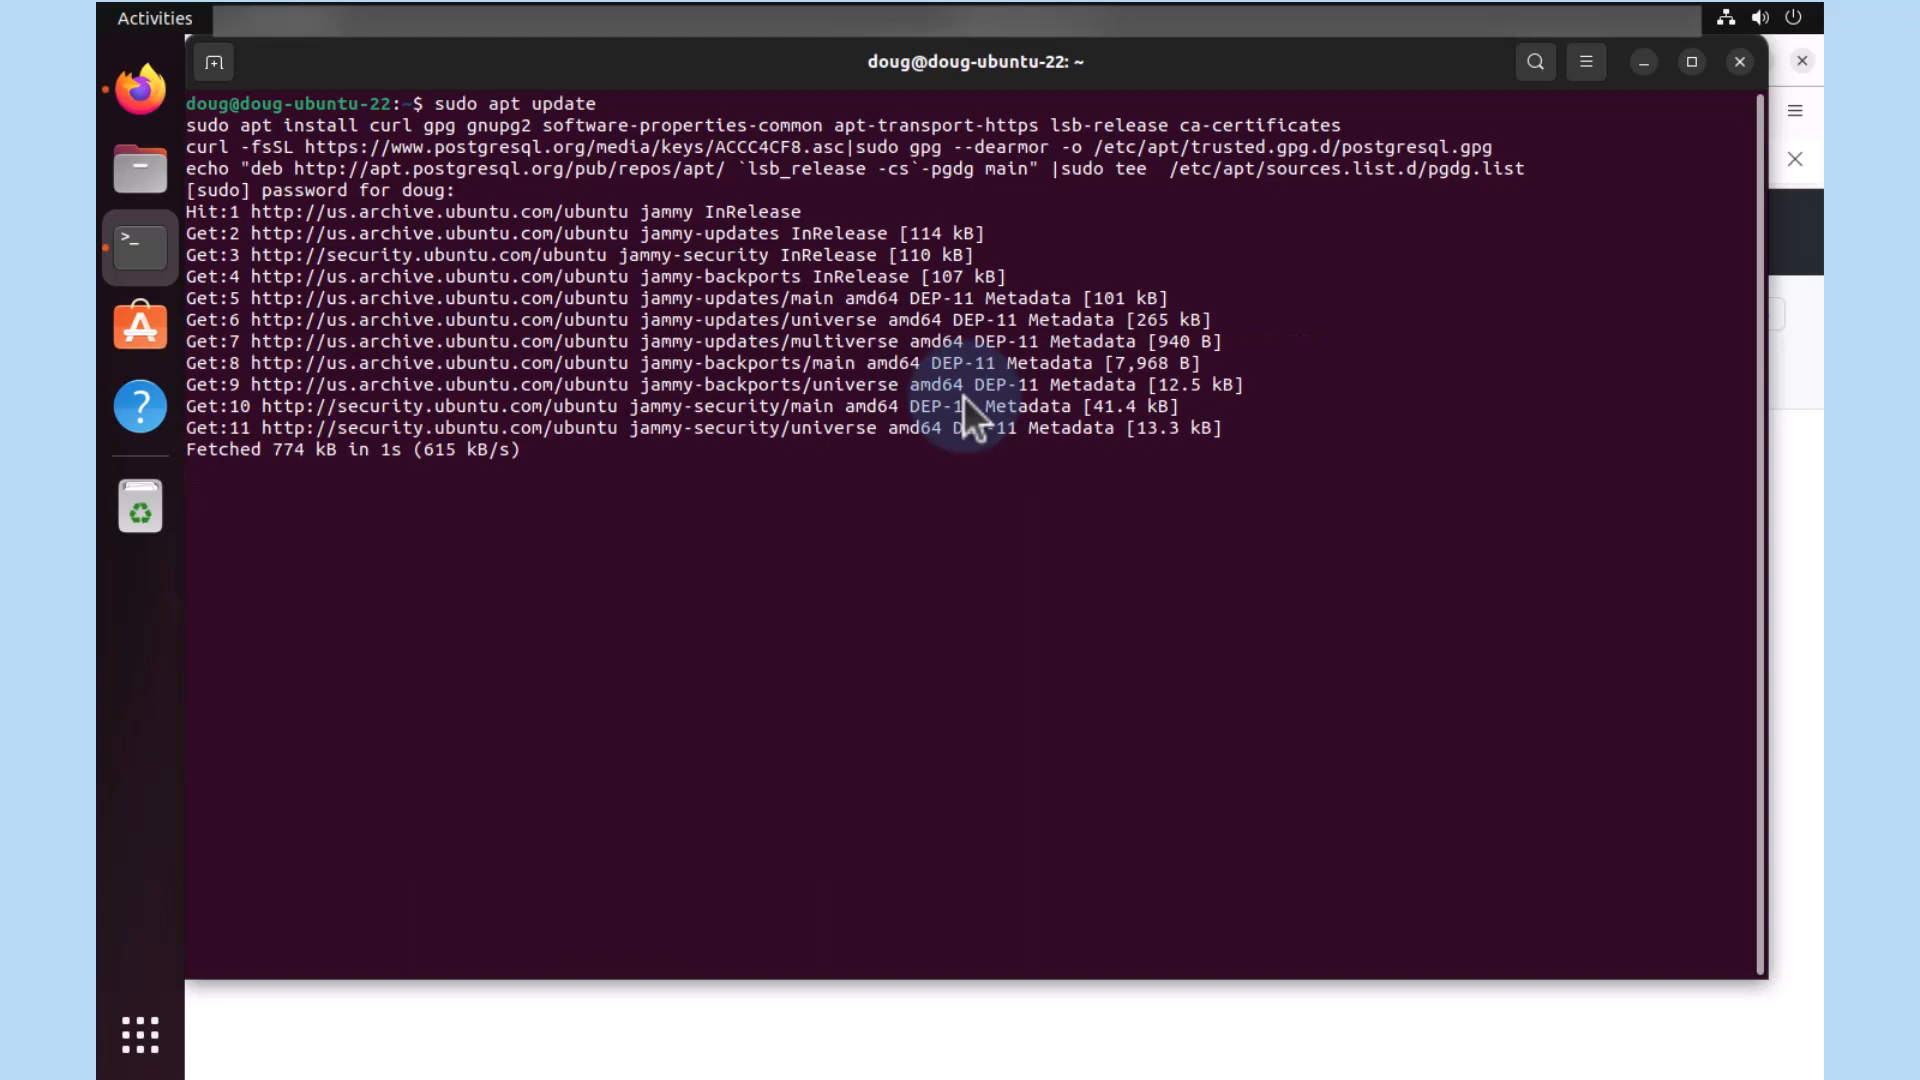 Activities
doug@doug-ubuntu-22: ~
doug@doug-ubuntu-22:~$ sudo apt update
sudo apt install curl gpg gnupg2 software-properties-common apt-transport-https lsb-release ca-certificates
curl -fsSL https://www.postgresql.org/media/keys/ACCC4CF8.asc|sudo gpg --dearmor -o /etc/apt/trusted.gpg.d/postgresql.gpg
echo "deb http://apt.postgresql.org/pub/repos/apt/ `lsb_release -cs`-pgdg main" |sudo tee  /etc/apt/sources.list.d/pgdg.list
[sudo] password for doug:
Hit:1 http://us.archive.ubuntu.com/ubuntu jammy InRelease
Get:2 http://us.archive.ubuntu.com/ubuntu jammy-updates InRelease [114 kB]
Get:3 http://security.ubuntu.com/ubuntu jammy-security InRelease [110 kB]
Get:4 http://us.archive.ubuntu.com/ubuntu jammy-backports InRelease [107 kB]
Get:5 http://us.archive.ubuntu.com/ubuntu jammy-updates/main amd64 DEP-11 Metadata [101 kB]
Get:6 http://us.archive.ubuntu.com/ubuntu jammy-updates/universe amd64 DEP-11 Metadata [265 kB]
Get:7 http://us.archive.ubuntu.com/ubuntu jammy-updates/multiverse amd64 DEP-11 Metadata [940 B]
Get:8 http://us.archive.ubuntu.com/ubuntu jammy-backports/main amd64 DEP-11 Metadata [7,968 B]
Get:9 http://us.archive.ubuntu.com/ubuntu jammy-backports/universe amd64 DEP-11 Metadata [12.5 kB]
Get:10 http://security.ubuntu.com/ubuntu jammy-security/main amd64 DEP-11 Metadata [41.4 kB]
Get:11 http://security.ubuntu.com/ubuntu jammy-security/universe amd64 DEP-11 Metadata [13.3 kB]
Fetched 774 kB in 1s (615 kB/s)